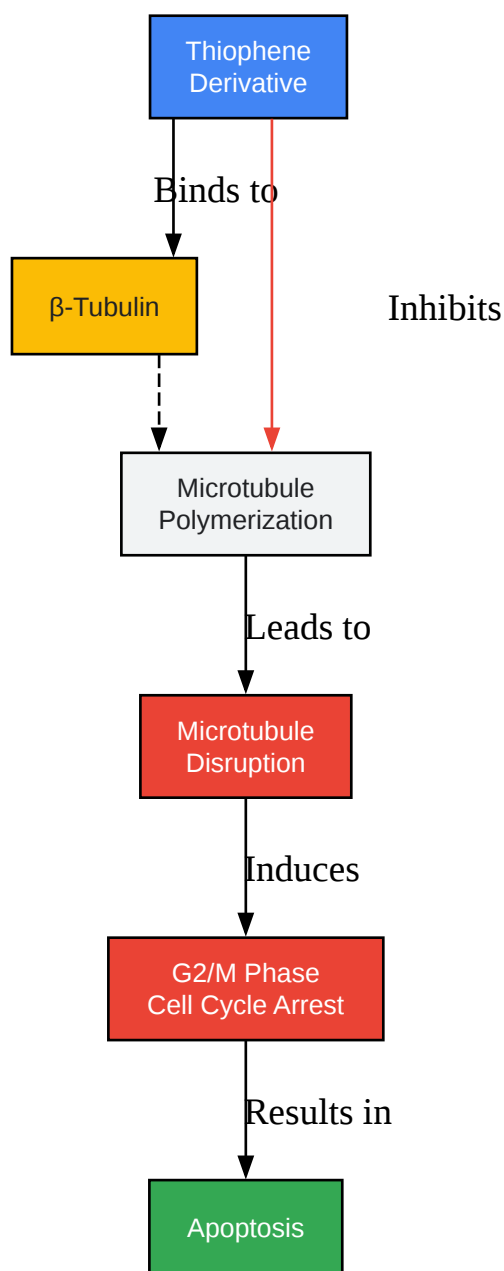 Thiophene
Derivative
Binds to
β-Tubulin
Inhibits
Microtubule
Polymerization
Leads to
Microtubule
Disruption
Induces
G2/M Phase
Cell Cycle Arrest
Results in
Apoptosis